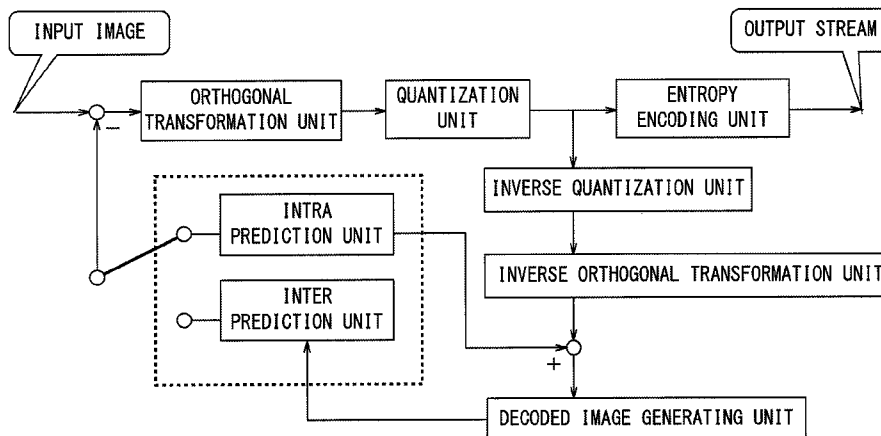 INPUT IMAGE
OUTPUT STREAM
ORTHOGONAL
TRANSFORMATION UNIT
QUANTIZATION
UNIT
ENTROPY
ENCODING UNIT
−
INVERSE QUANTIZATION UNIT
INTRA
PREDICTION UNIT
INVERSE ORTHOGONAL TRANSFORMATION UNIT
INTER
PREDICTION UNIT
+
DECODED IMAGE GENERATING UNIT